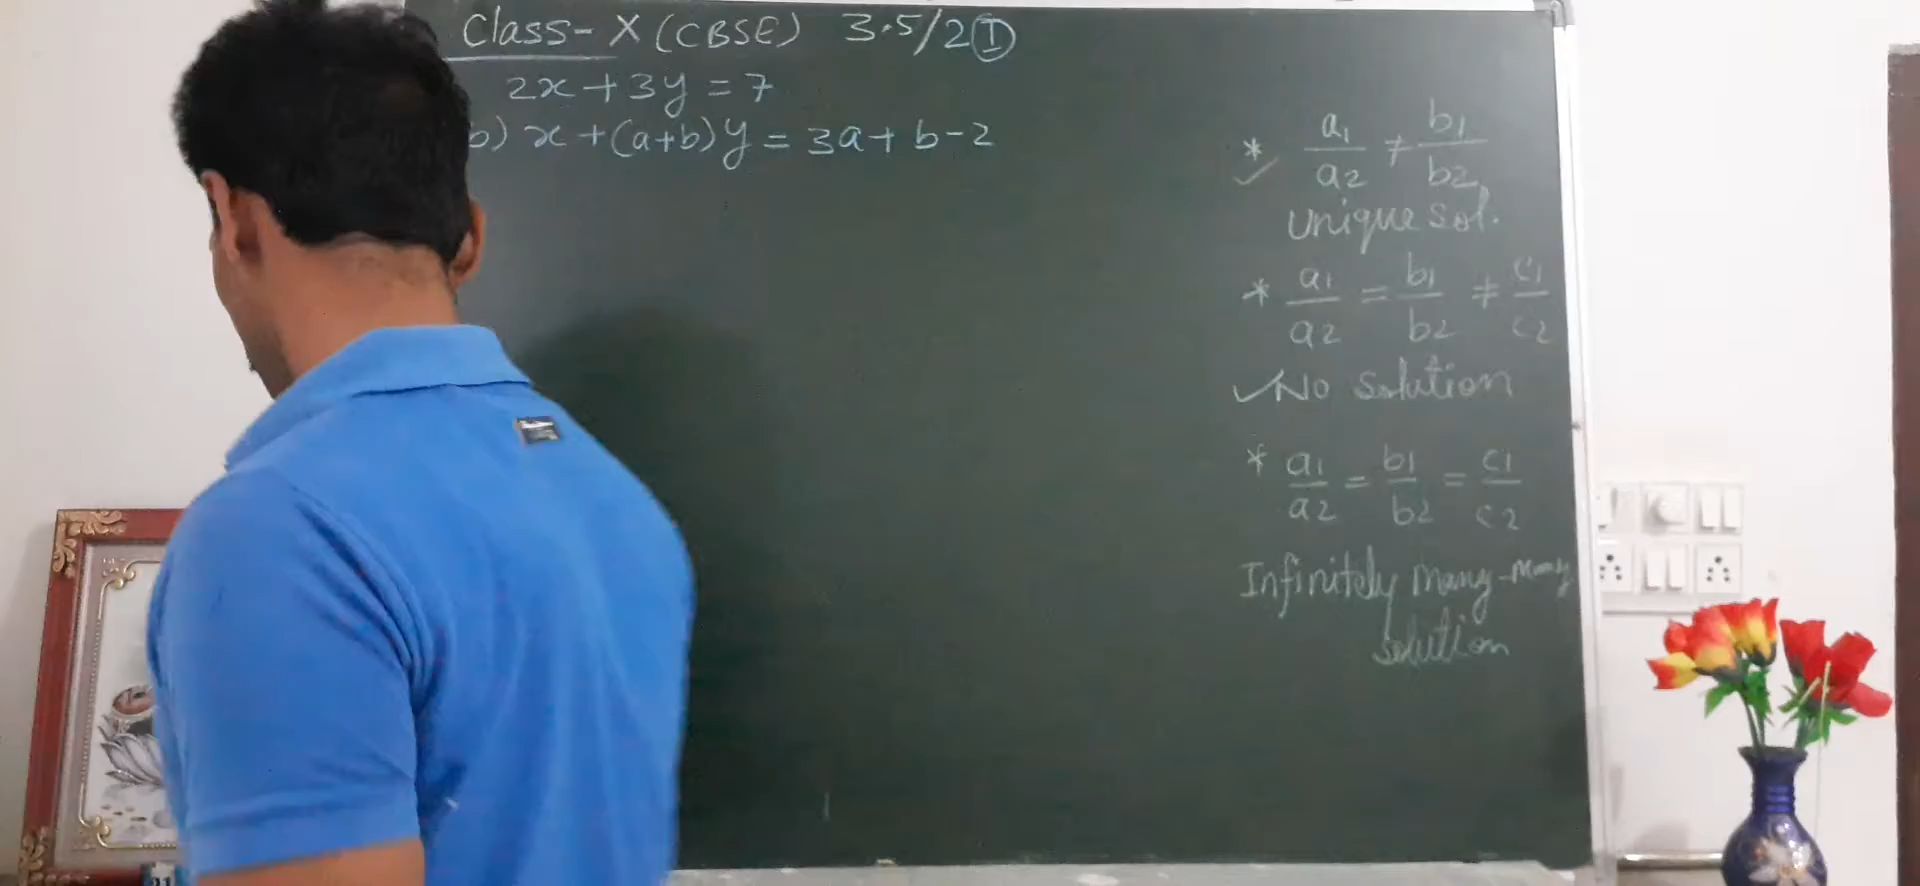 Class- X (CBSE) 3.5/2 I
2x + 3y = 7
b) x + (a+b) y = 3a + b - 2
* a1/a2 ≠ b1/b2
unique sol.
* a1/a2 = b1/b2 ≠ c1/c2
No solution
* a1/a2 = b1/b2 = c1/c2
Infinitely many - many
solution
21